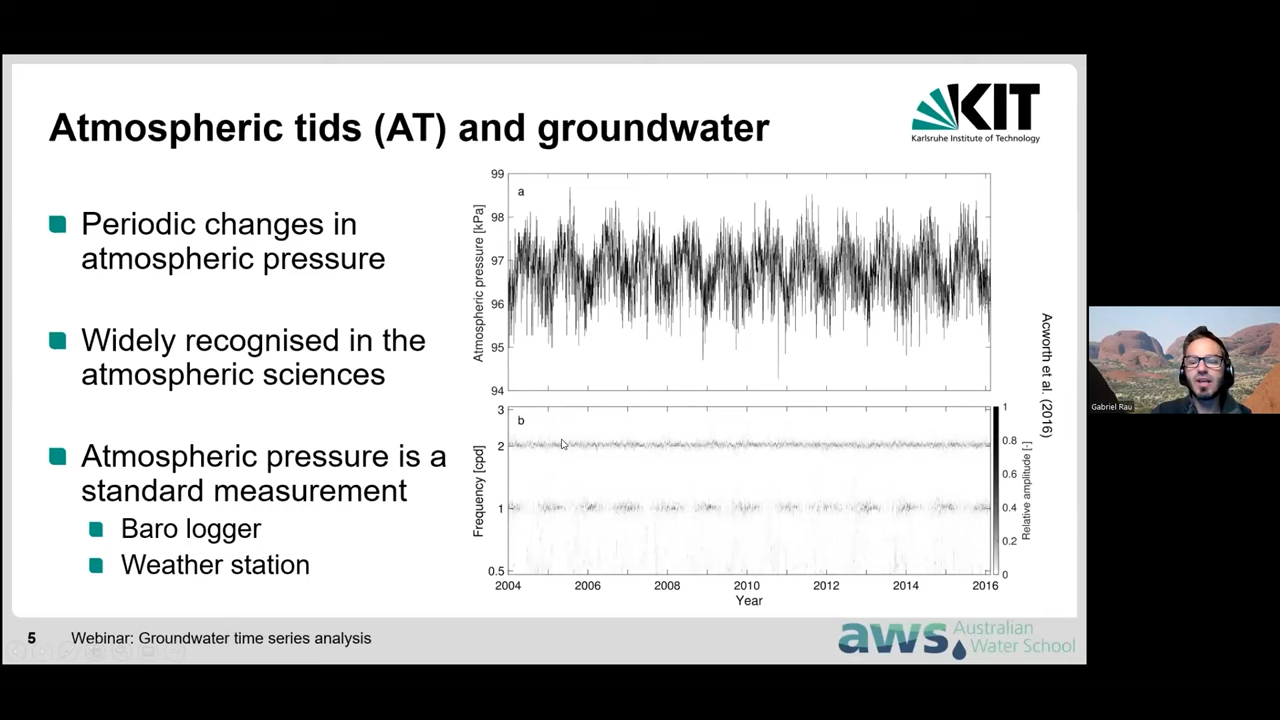 Atmospheric tids (AT) and groundwater
KIT
Karlsruhe Institute of Technology
Periodic changes in
atmospheric pressure
Widely recognised in the
atmospheric sciences
Atmospheric pressure is a
standard measurement
Baro logger
Weather station
a
99
98
97
96
95
94
Atmospheric pressure [kPa]
b
3
2
1
0.5
Frequency [cpd]
2004
2006
2008
2010
2012
2014
2016
Year
1
0.8
0.6
0.4
0.2
0
Relative amplitude [-]
Acworth et al. (2016)
Gabriel Rau
5
Webinar: Groundwater time series analysis
aws
Australian
Water School